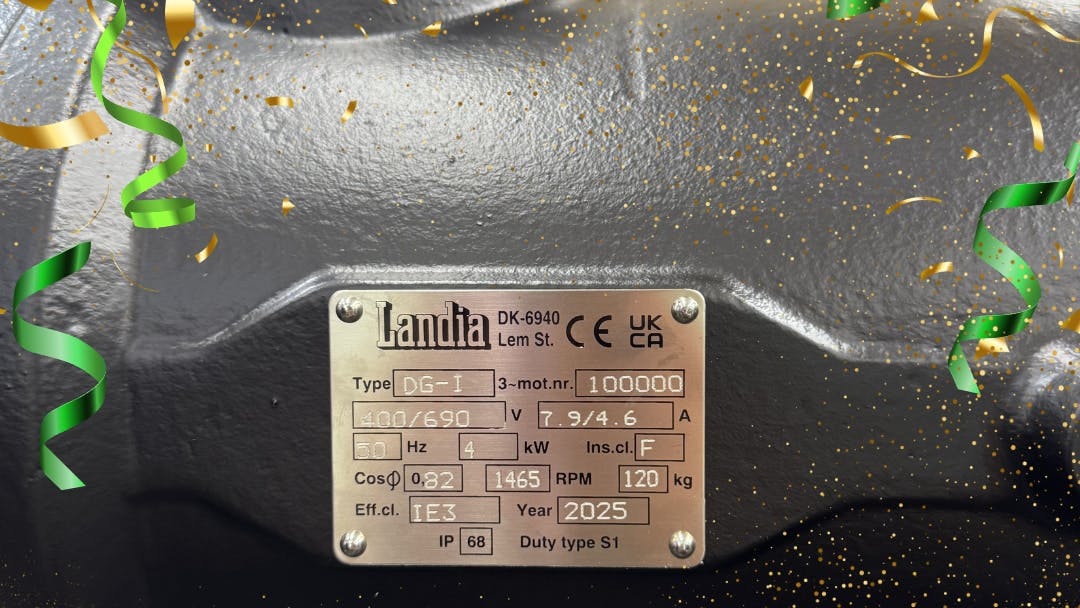 Landia DK-6940 CE UK
Lem St. CA
Type DG-I 3~mot.nr. 100000
400/690 V 7.9/4.6 A
50 Hz 4 kW Ins.cl. F
Cosϕ 0,82 1465 RPM 120 kg
Eff.cl. IE3 Year 2025
IP 68 Duty type S1